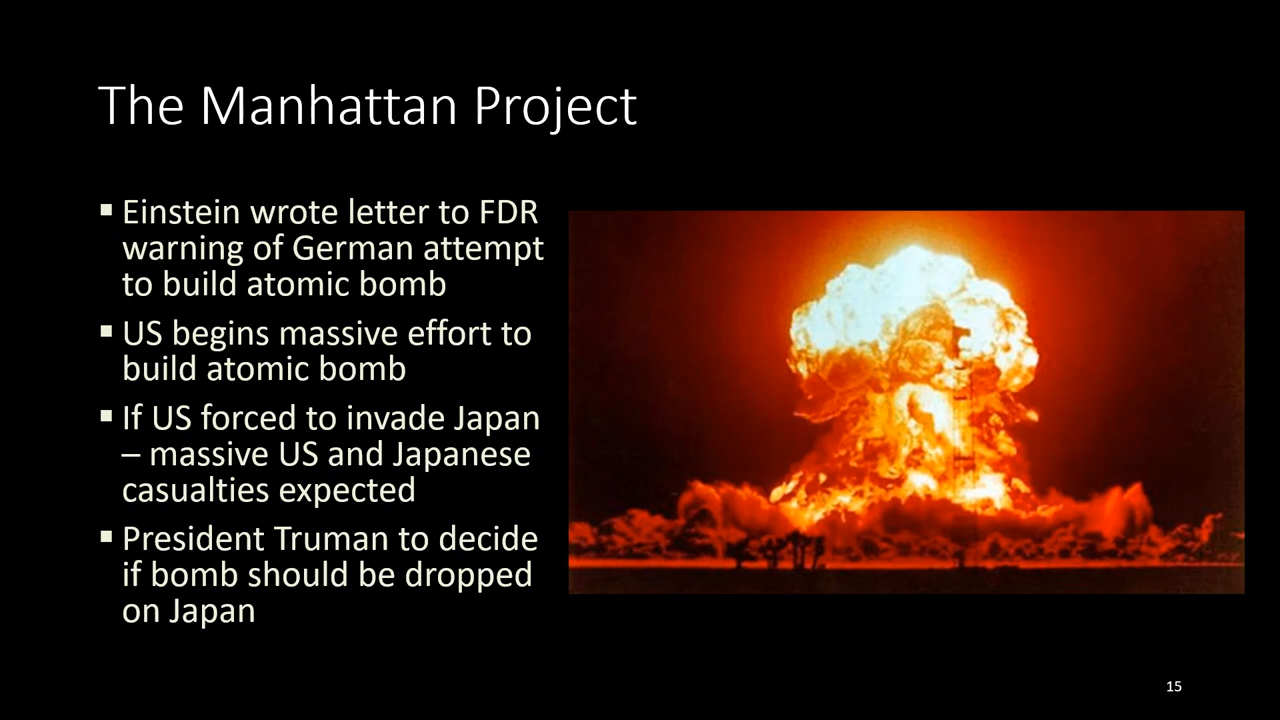 The Manhattan Project
▪ Einstein wrote letter to FDR
warning of German attempt
to build atomic bomb
▪ US begins massive effort to
build atomic bomb
▪ If US forced to invade Japan
– massive US and Japanese
casualties expected
▪ President Truman to decide
if bomb should be dropped
on Japan
15